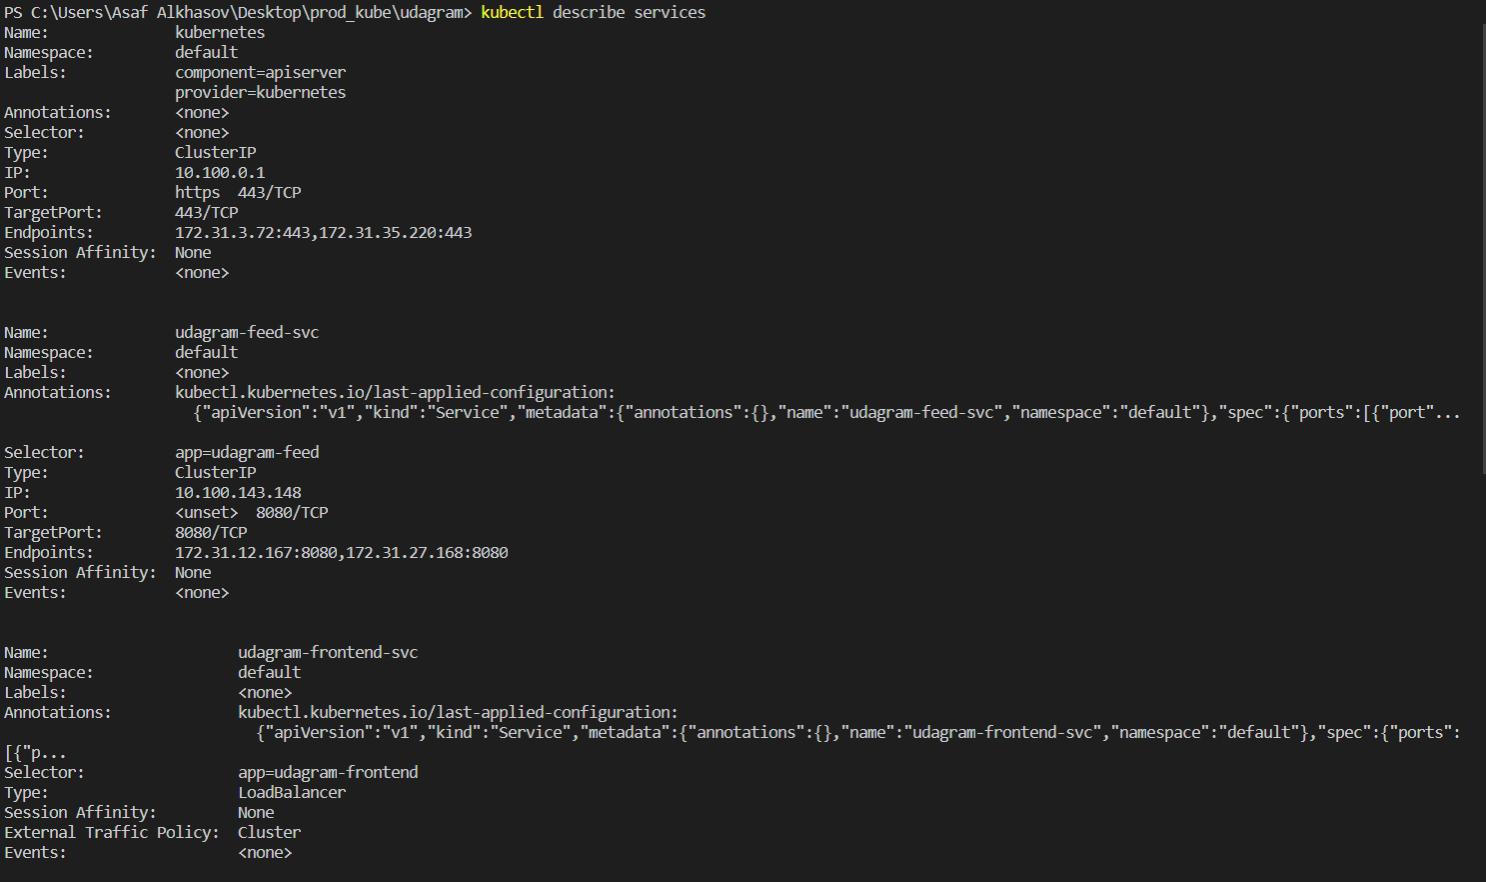 PS C:\Users\Asaf Alkhasov\Desktop\prod_kube\udagram> kubectl describe services
Name:              kubernetes
Namespace:         default
Labels:            component=apiserver
                   provider=kubernetes
Annotations:       <none>
Selector:          <none>
Type:              ClusterIP
IP:                10.100.0.1
Port:              https  443/TCP
TargetPort:        443/TCP
Endpoints:         172.31.3.72:443,172.31.35.220:443
Session Affinity:  None
Events:            <none>
Name:              udagram-feed-svc
Namespace:         default
Labels:            <none>
Annotations:       kubectl.kubernetes.io/last-applied-configuration:
                     {"apiVersion":"v1","kind":"Service","metadata":{"annotations":{},"name":"udagram-feed-svc","namespace":"default"},"spec":{"ports":[{"port"...
Selector:          app=udagram-feed
Type:              ClusterIP
IP:                10.100.143.148
Port:              <unset>  8080/TCP
TargetPort:        8080/TCP
Endpoints:         172.31.12.167:8080,172.31.27.168:8080
Session Affinity:  None
Events:            <none>
Name:                     udagram-frontend-svc
Namespace:                default
Labels:                   <none>
Annotations:              kubectl.kubernetes.io/last-applied-configuration:
                            {"apiVersion":"v1","kind":"Service","metadata":{"annotations":{},"name":"udagram-frontend-svc","namespace":"default"},"spec":{"ports":
[{"p...
Selector:                 app=udagram-frontend
Type:                     LoadBalancer
Session Affinity:         None
External Traffic Policy:  Cluster
Events:                   <none>